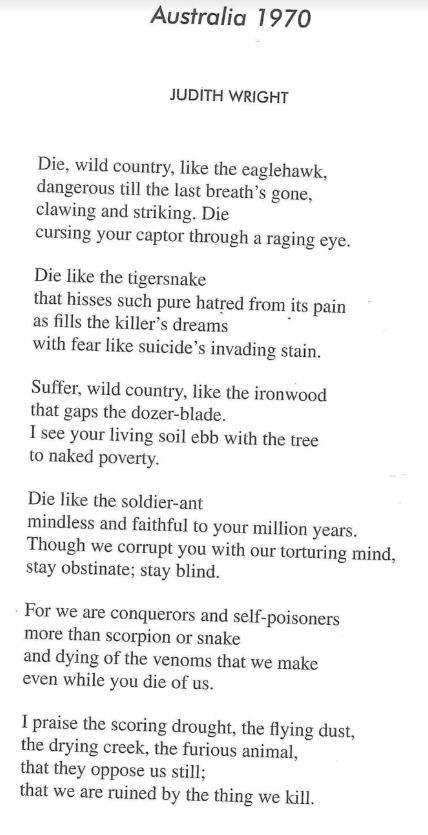 Australia 1970
JUDITH WRIGHT
Die, wild country, like the eaglehawk,
dangerous till the last breath's gone,
clawing and striking. Die
cursing your captor through a raging eye.
Die like the tigersnake
that hisses such pure hatred from its pain
as fills the killer's dreams
with fear like suicide's invading stain.
Suffer, wild country, like the ironwood
that gaps the dozer-blade.
I see your living soil ebb with the tree
to naked poverty.
Die like the soldier-ant
mindless and faithful to your million years.
Though we corrupt you with our torturing mind,
stay obstinate; stay blind.
For we are conquerors and self-poisoners
more than scorpion or snake
and dying of the venoms that we make
even while you die of us.
I praise the scoring drought, the flying dust,
the drying creek, the furious animal,
that they oppose us still;
that we are ruined by the thing we kill.